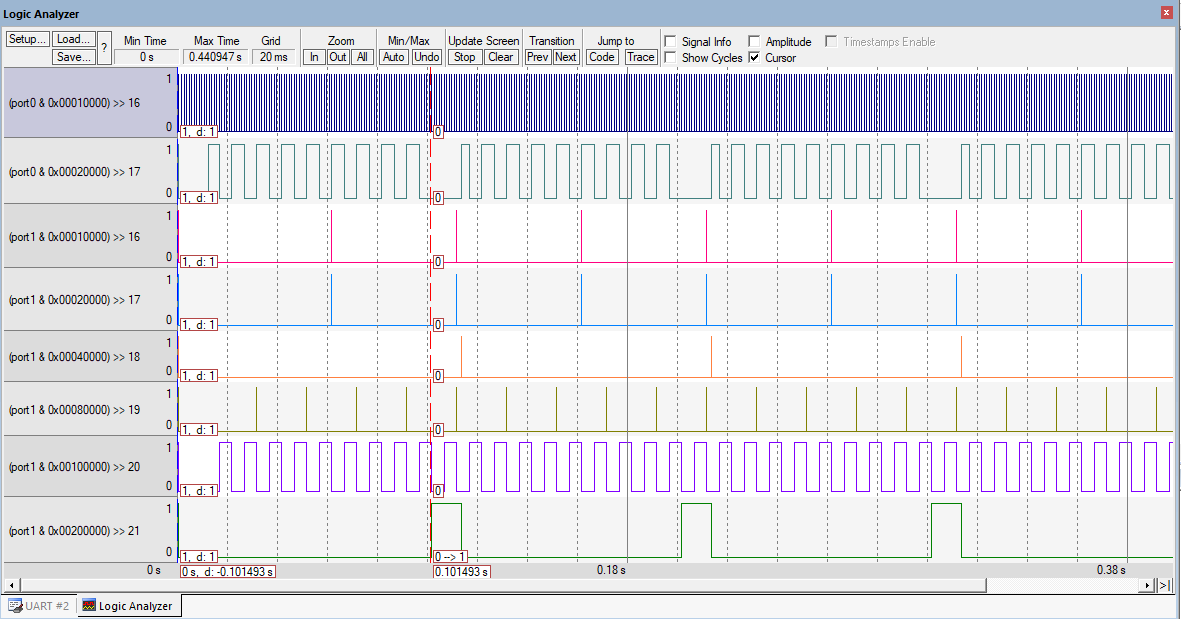 Logic Analyzer
Setup... Load... Save... ? Min Time 0 s Max Time 0.440947 s Grid 20 ms Zoom In Out All Min/Max Auto Undo Update Screen Stop Clear Transition Prev Next Jump to Code Trace Signal Info Amplitude Timestamps Enable Show Cycles Cursor
1
(port0 & 0x00010000) >> 16
0 1, d: 1 0
1
(port0 & 0x00020000) >> 17
0 1, d: 1 0
1
(port1 & 0x00010000) >> 16
0 1, d: 1 0
1
(port1 & 0x00020000) >> 17
0 1, d: 1 0
1
(port1 & 0x00040000) >> 18
0 1, d: 1 0
1
(port1 & 0x00080000) >> 19
0 1, d: 1 0
1
(port1 & 0x00100000) >> 20
0 1, d: 1 0
1
(port1 & 0x00200000) >> 21
0 1, d: 1 0 --> 1
0 s 0 s, d: -0.101493 s 0.101493 s 0.18 s 0.38 s
UART #2 Logic Analyzer